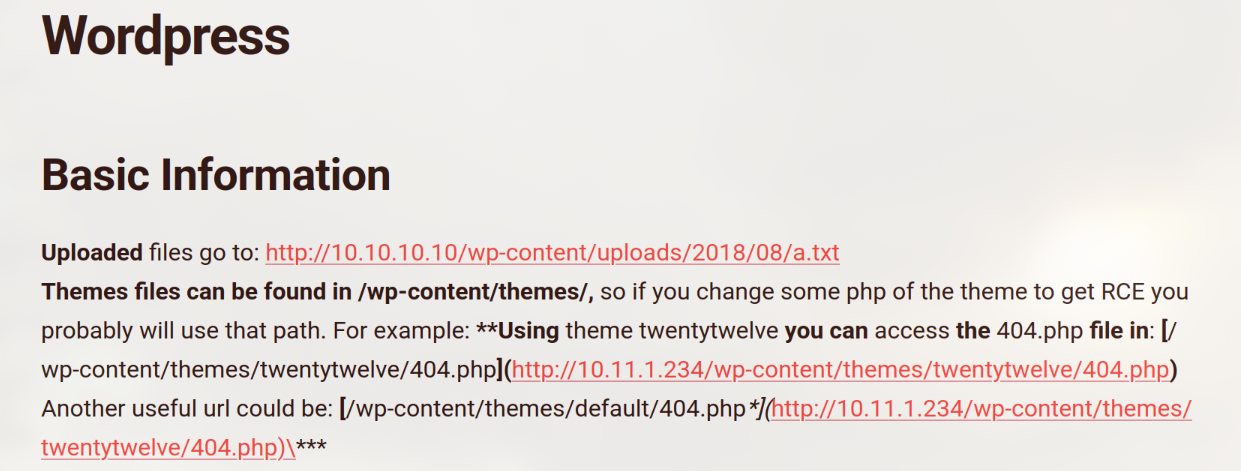 Wordpress
Basic Information
Uploaded files go to: http://10.10.10.10/wp-content/uploads/2018/08/a.txt
Themes files can be found in /wp-content/themes/, so if you change some php of the theme to get RCE you
probably will use that path. For example: **Using theme twentytwelve you can access the 404.php file in: [/
wp-content/themes/twentytwelve/404.php](http://10.11.1.234/wp-content/themes/twentytwelve/404.php)
Another useful url could be: [/wp-content/themes/default/404.php*](http://10.11.1.234/wp-content/themes/
twentytwelve/404.php)\***